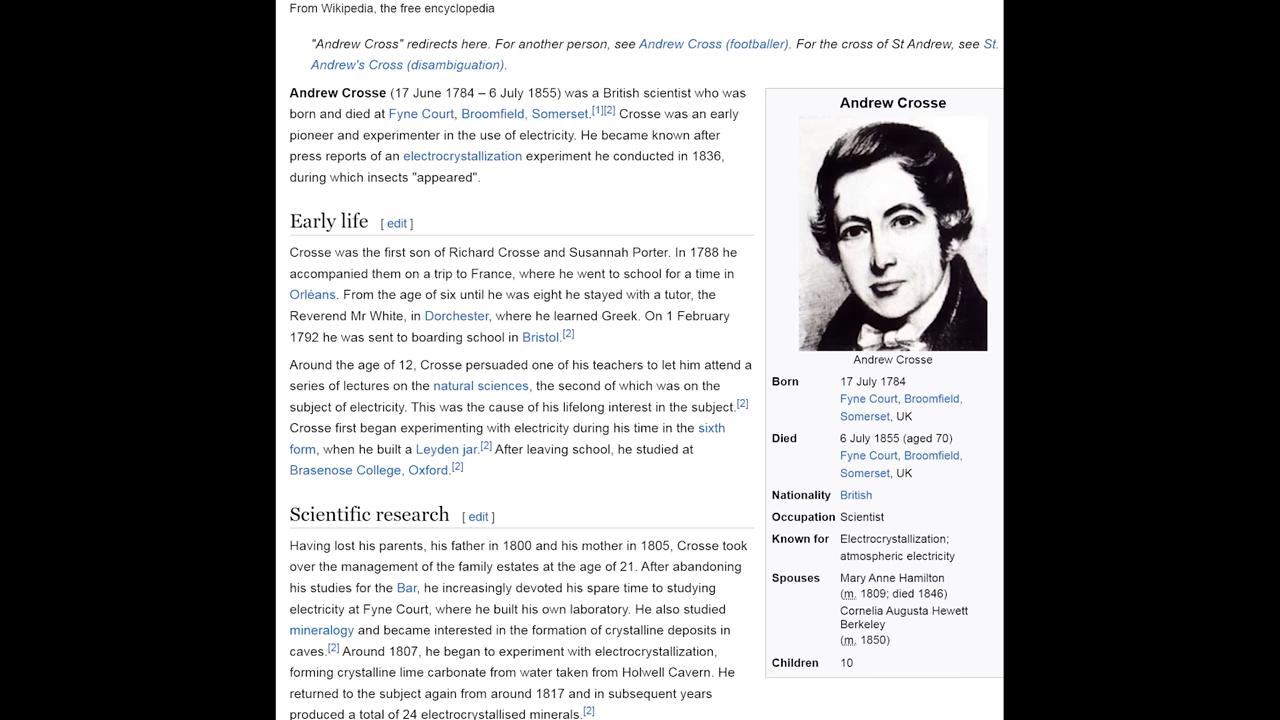 From Wikipedia, the free encyclopedia
"Andrew Cross" redirects here. For another person, see Andrew Cross (footballer). For the cross of St Andrew, see St.
Andrew's Cross (disambiguation).
Andrew Crosse (17 June 1784 – 6 July 1855) was a British scientist who was
born and died at Fyne Court, Broomfield, Somerset.[1][2] Crosse was an early
pioneer and experimenter in the use of electricity. He became known after
press reports of an electrocrystallization experiment he conducted in 1836,
during which insects "appeared".
Early life [ edit ]
Crosse was the first son of Richard Crosse and Susannah Porter. In 1788 he
accompanied them on a trip to France, where he went to school for a time in
Orléans. From the age of six until he was eight he stayed with a tutor, the
Reverend Mr White, in Dorchester, where he learned Greek. On 1 February
1792 he was sent to boarding school in Bristol.[2]
Around the age of 12, Crosse persuaded one of his teachers to let him attend a
series of lectures on the natural sciences, the second of which was on the
subject of electricity. This was the cause of his lifelong interest in the subject.[2]
Crosse first began experimenting with electricity during his time in the sixth
form, when he built a Leyden jar.[2] After leaving school, he studied at
Brasenose College, Oxford.[2]
Scientific research [ edit ]
Having lost his parents, his father in 1800 and his mother in 1805, Crosse took
over the management of the family estates at the age of 21. After abandoning
his studies for the Bar, he increasingly devoted his spare time to studying
electricity at Fyne Court, where he built his own laboratory. He also studied
mineralogy and became interested in the formation of crystalline deposits in
caves.[2] Around 1807, he began to experiment with electrocrystallization,
forming crystalline lime carbonate from water taken from Holwell Cavern. He
returned to the subject again from around 1817 and in subsequent years
produced a total of 24 electrocrystallised minerals.[2]
Andrew Crosse
Andrew Crosse
Born 17 July 1784
Fyne Court, Broomfield,
Somerset, UK
Died 6 July 1855 (aged 70)
Fyne Court, Broomfield,
Somerset, UK
Nationality British
Occupation Scientist
Known for Electrocrystallization;
atmospheric electricity
Spouses Mary Anne Hamilton
(m. 1809; died 1846)
Cornelia Augusta Hewett
Berkeley
(m. 1850)
Children 10